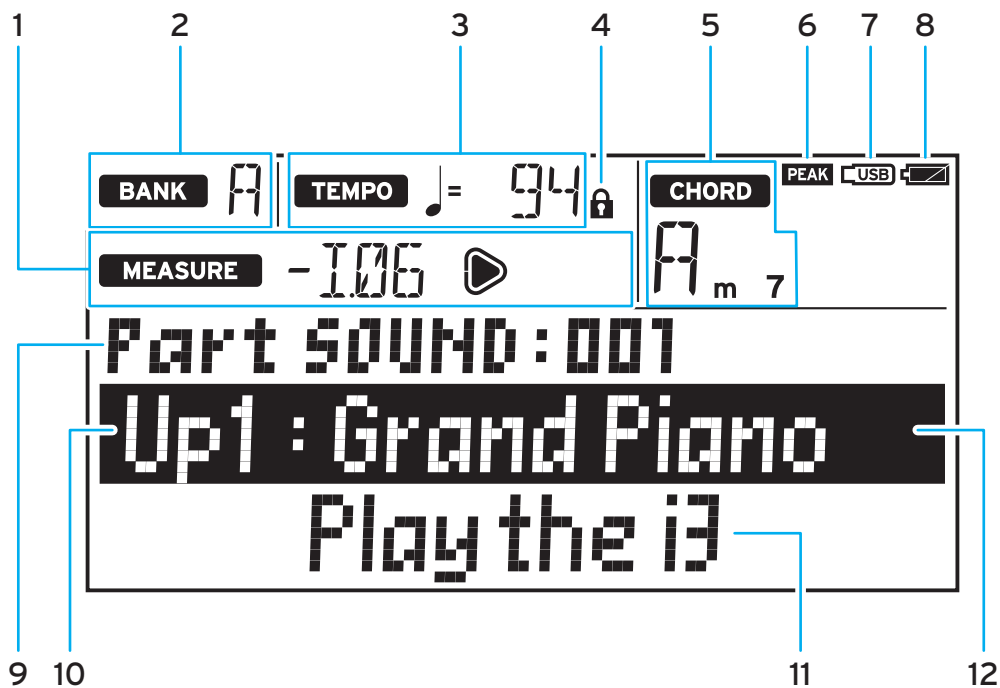 1 2 3 4 5 6 7 8
BANK A TEMPO ♩= 94 CHORD PEAK USB
MEASURE -1.06 Am 7
Part SOUND:001
Up1 : Grand Piano
Play the i3
9 10 11 12